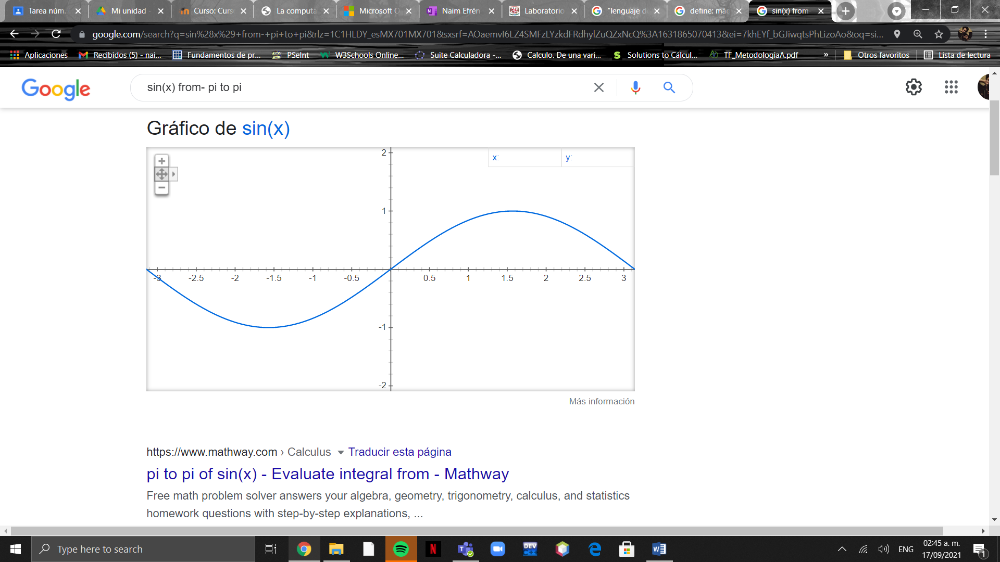 Tarea núm.
Mi unidad -
Curso: Curs
La computa
Microsoft O
Naim Efrén
Laboratorio
"lenguaje d
define: mác
sin(x) from-
google.com/search?q=sin%28x%29+from-+pi+to+pi&rlz=1C1HLDY_esMX701MX701&sxsrf=AOaemvI6LZ4SMFzLYzkdFRdhylZuQZxNcQ%3A1631865070413&ei=7khEYf_bGJiwqtsPhLizoAo&oq=si...
Aplicaciones
Recibidos (5) - nai...
Fundamentos de pr...
PSeInt
W3Schools Online...
Suite Calculadora -...
Calculo. De una vari...
Solutions to Cálcul...
TF_MetodologiaA.pdf
»
Otros favoritos
Lista de lectura
Google
sin(x) from- pi to pi
Gráfico de sin(x)
x:
y:
2
1
-3 -2.5 -2 -1.5 -1 -0.5 0.5 1 1.5 2 2.5 3
-1
-2
Más información
https://www.mathway.com › Calculus Traducir esta página
pi to pi of sin(x) - Evaluate integral from - Mathway
Free math problem solver answers your algebra, geometry, trigonometry, calculus, and statistics
homework questions with step-by-step explanations, ...
Type here to search
DEV
ENG
02:45 a. m.
17/09/2021
1